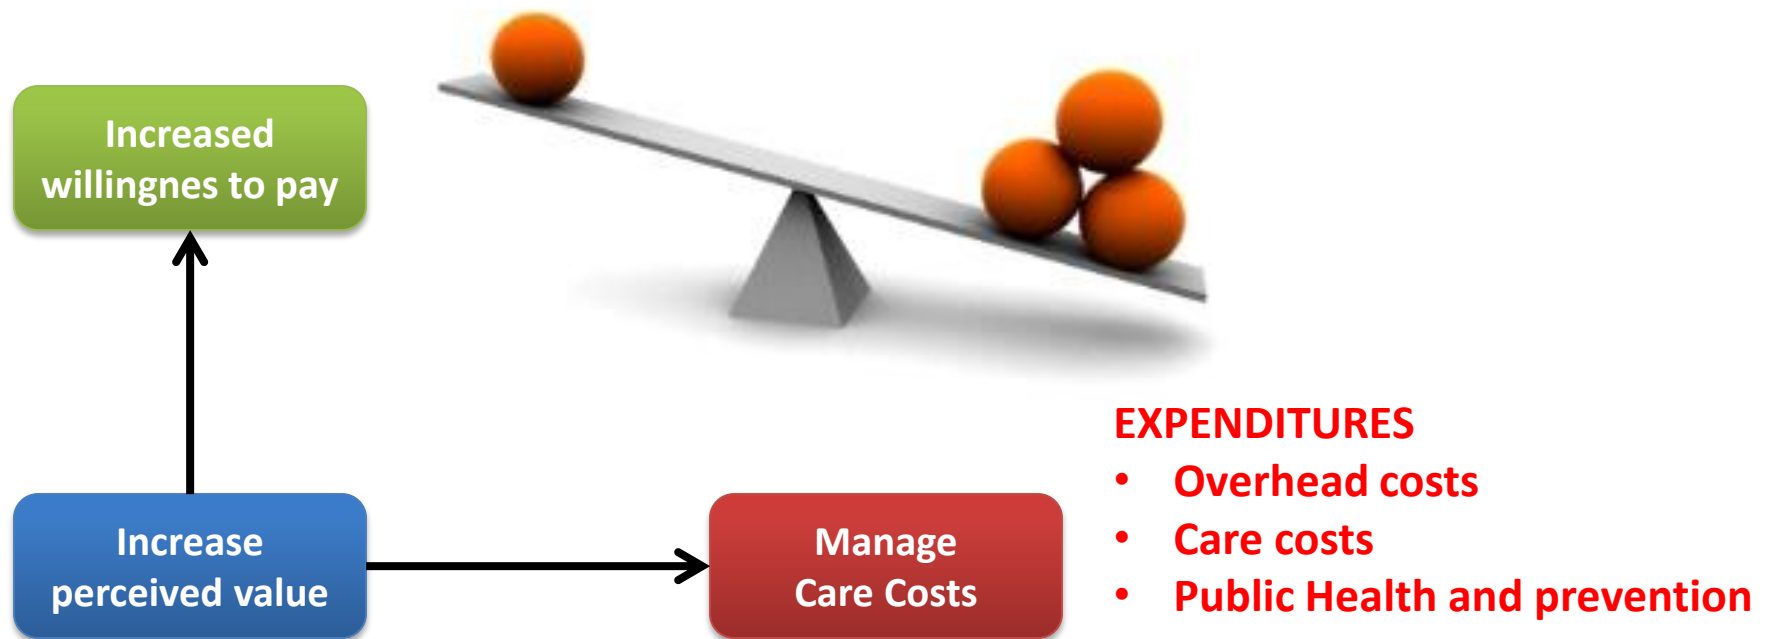 Increased
willingnes to pay
Increase
perceived value
Manage
Care Costs
EXPENDITURES
• Overhead costs
• Care costs
• Public Health and prevention